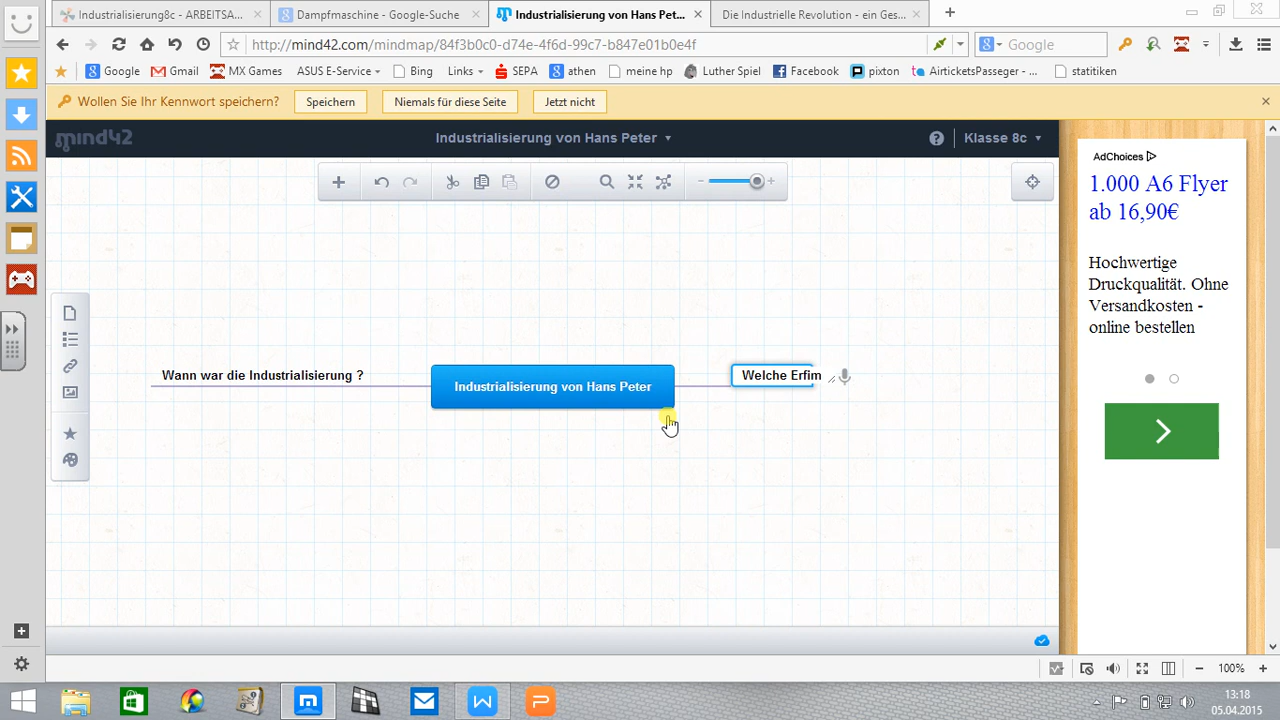 Industrialisierung8c - ARBEITSA...
Dampfmaschine - Google-Suche
Industrialisierung von Hans Pet...
Die Industrielle Revolution - ein Ges...
http://mind42.com/mindmap/84f3b0c0-d74e-4f6d-99c7-b847e01b0e4f
Google
Google
Gmail
MX Games
ASUS E-Service
Bing
Links
SEPA
athen
meine hp
Luther Spiel
Facebook
pixton
AirticketsPasseger - ...
statitiken
Wollen Sie Ihr Kennwort speichern?
Speichern
Niemals für diese Seite
Jetzt nicht
mind42
Industrialisierung von Hans Peter
Klasse 8c
AdChoices
1.000 A6 Flyer
ab 16,90€
Hochwertige
Druckqualität. Ohne
Versandkosten -
online bestellen
Wann war die Industrialisierung ?
Industrialisierung von Hans Peter
Welche Erfim
100%
13:18
05.04.2015